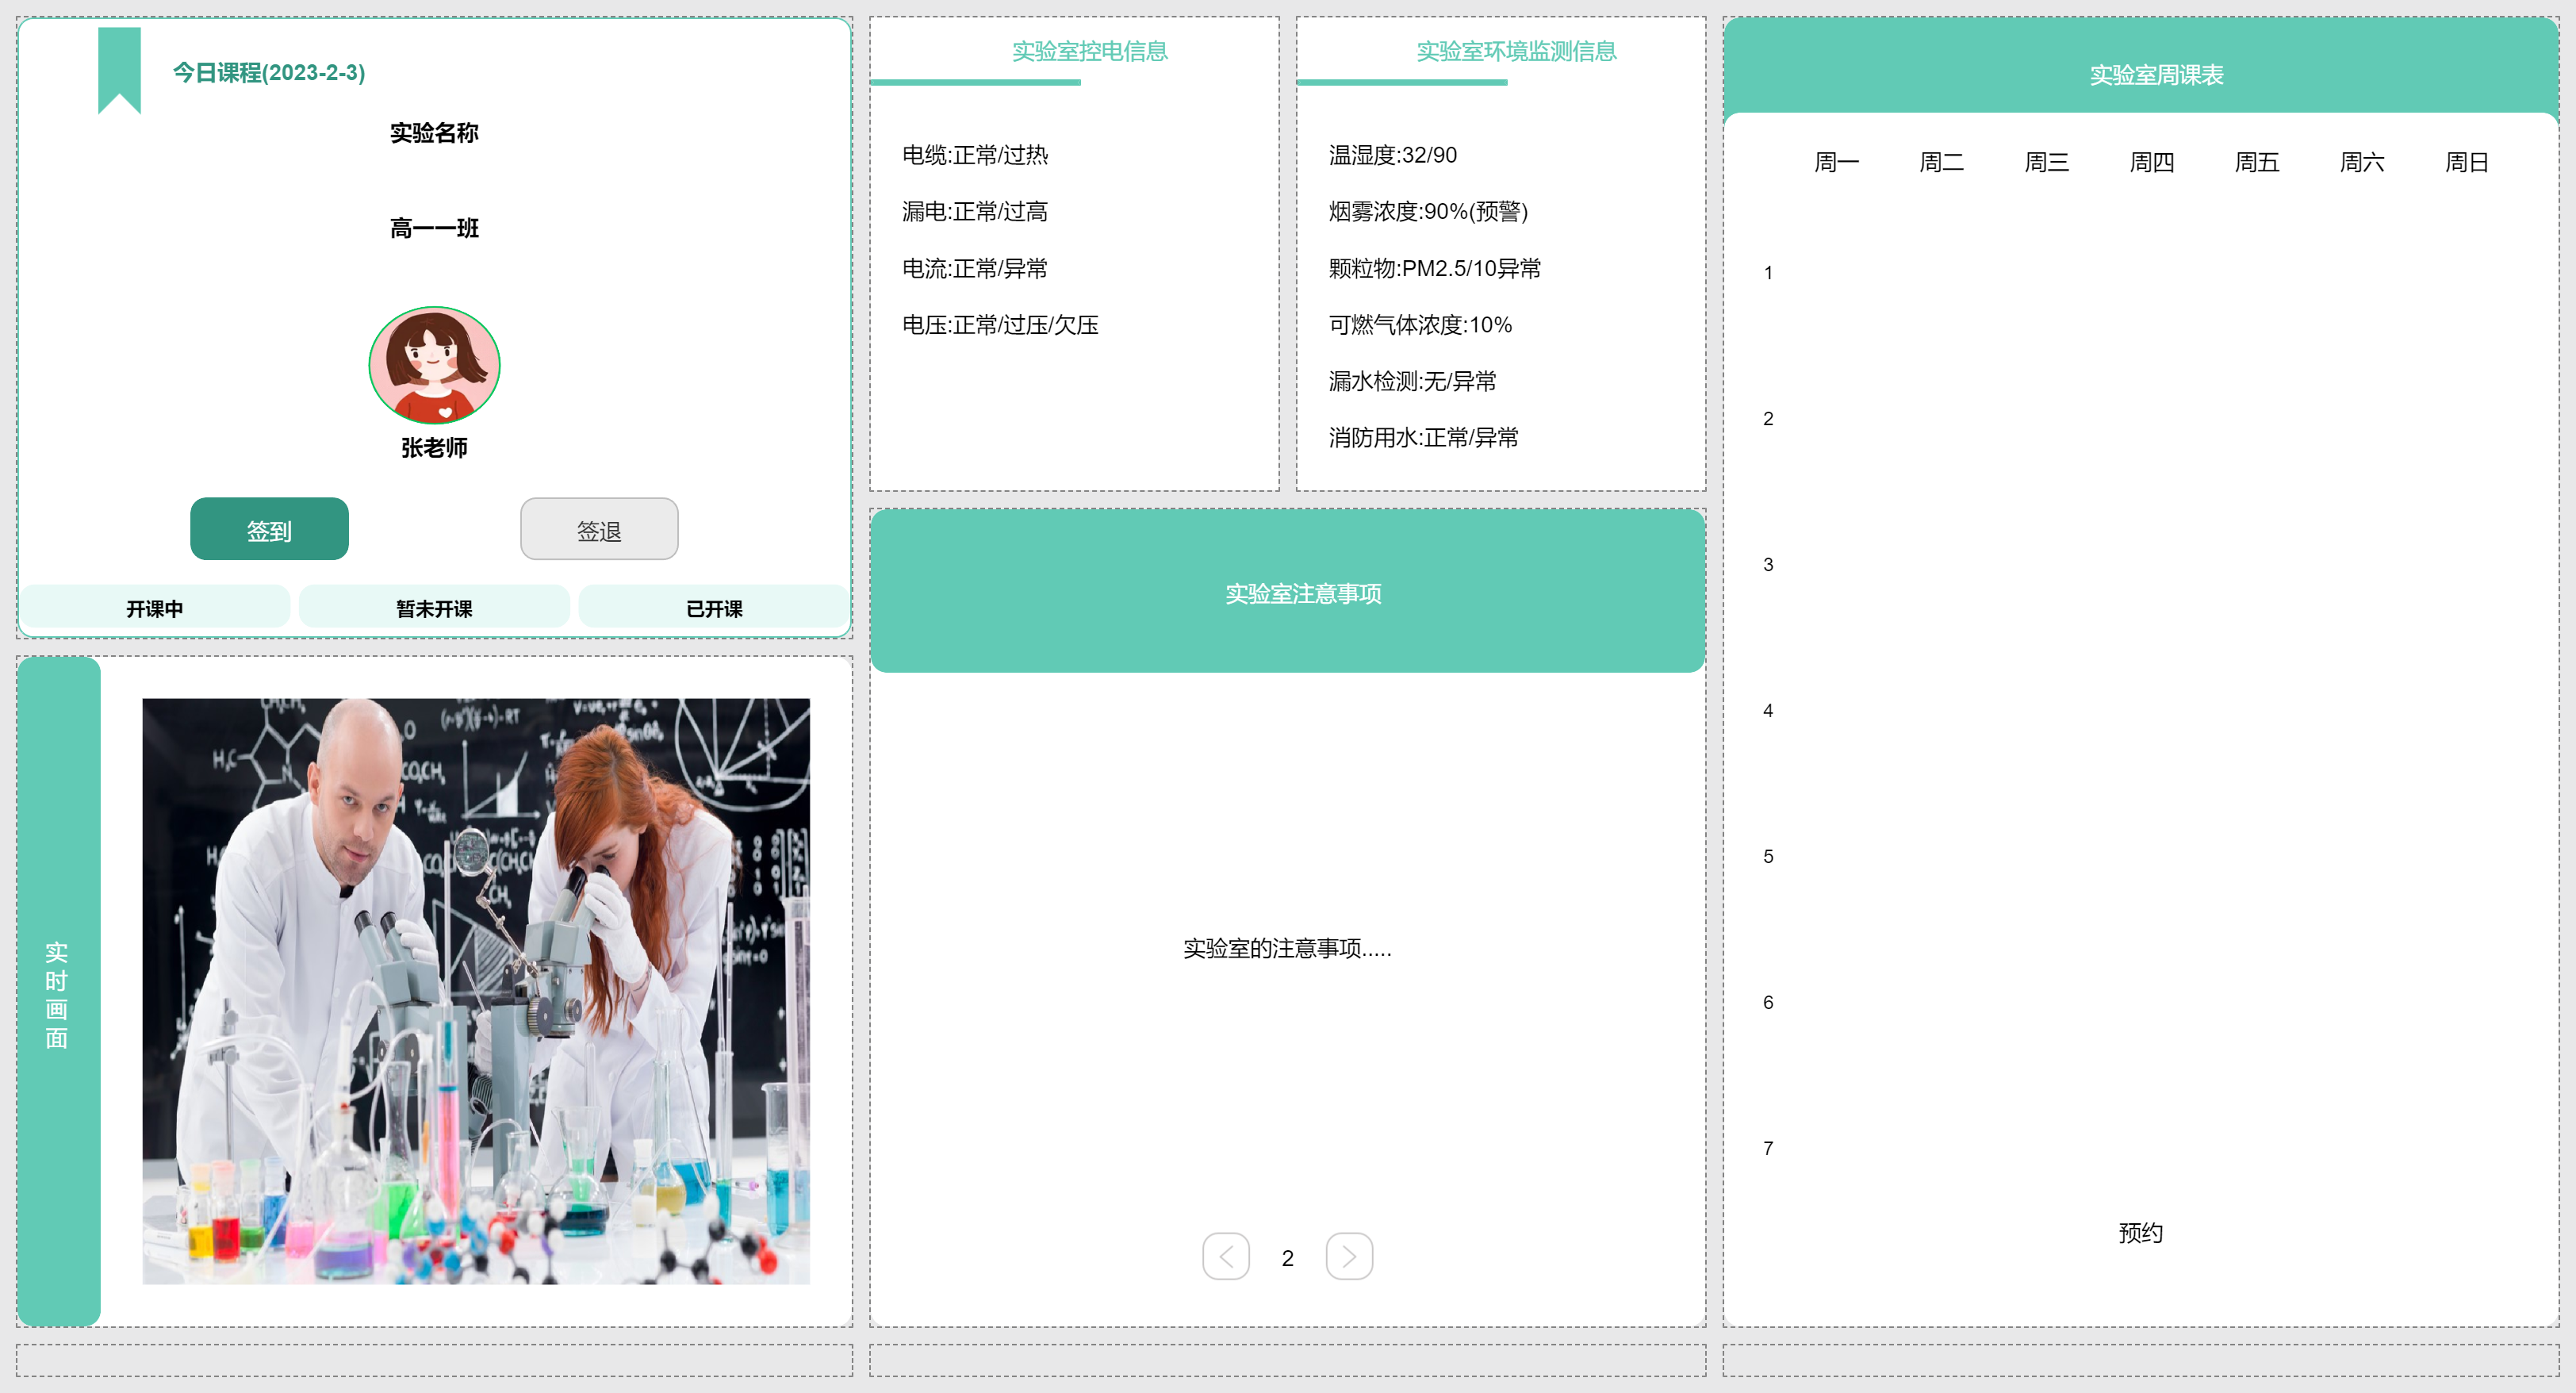 今日课程(2023-2-3)
实验名称
高一一班
张老师
签到
签退
开课中
暂未开课
已开课
实时画面
H₃C
N
CO₂CH₃
实验室控电信息
电缆:正常/过热
漏电:正常/过高
电流:正常/异常
电压:正常/过压/欠压
实验室环境监测信息
温湿度:32/90
烟雾浓度:90%(预警)
颗粒物:PM2.5/10异常
可燃气体浓度:10%
漏水检测:无/异常
消防用水:正常/异常
实验室注意事项
实验室的注意事项.....
2
实验室周课表
周一 周二 周三 周四 周五 周六 周日
1
2
3
4
5
6
7
预约